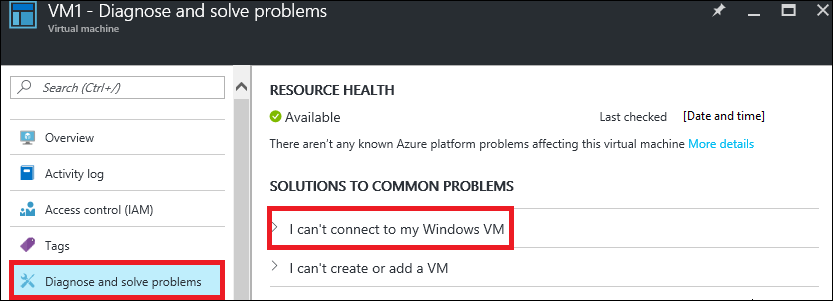 VM1 - Diagnose and solve problems
Virtual machine
Search (Ctrl+/)
Overview
Activity log
Access control (IAM)
Tags
Diagnose and solve problems
RESOURCE HEALTH
Available Last checked [Date and time]
There aren't any known Azure platform problems affecting this virtual machine More details
SOLUTIONS TO COMMON PROBLEMS
I can't connect to my Windows VM
I can't create or add a VM